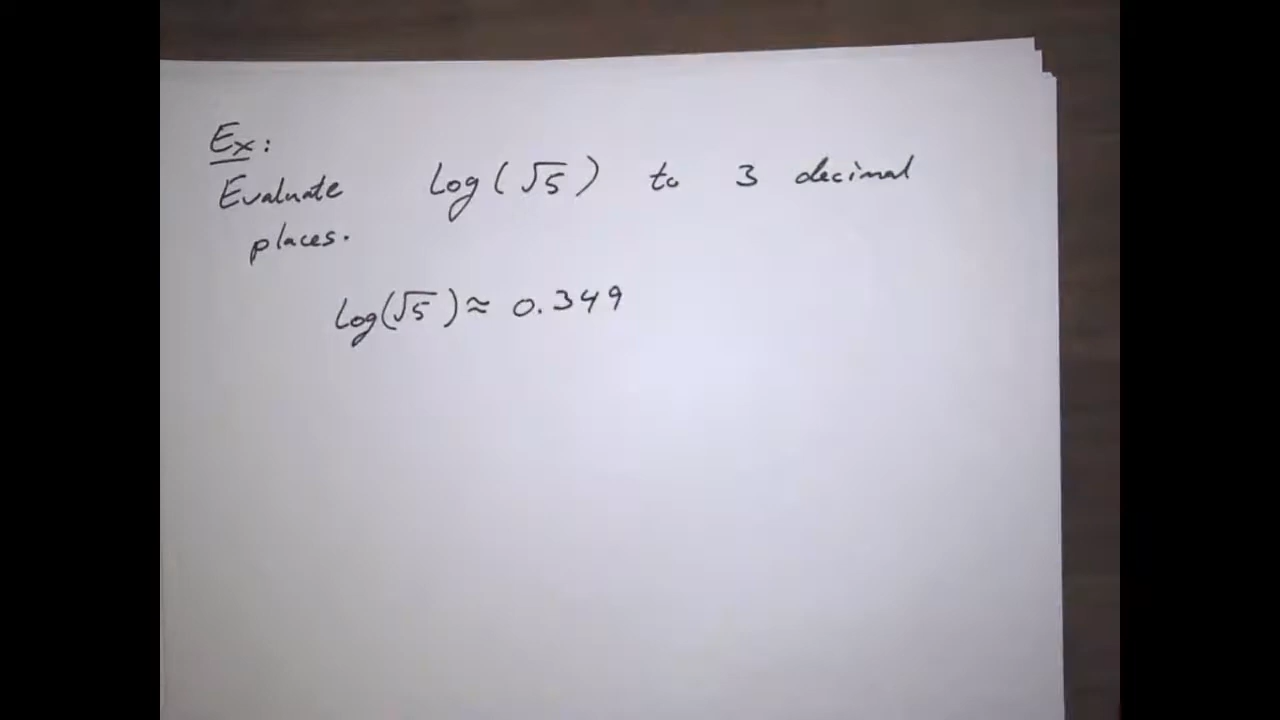 Ex:
Evaluate log(√5) to 3 decimal
places.
log(√5) ≈ 0.349